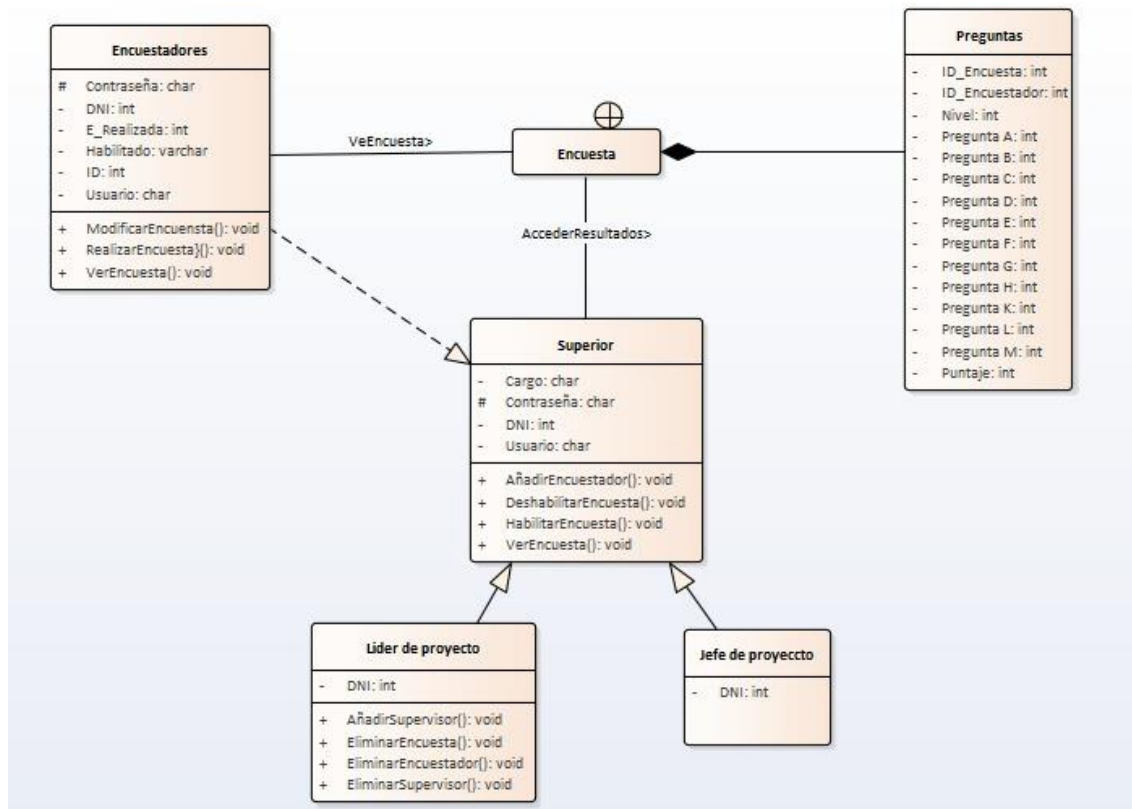 Encuestadores
# Contraseña: char
- DNI: int
- E_Realizada: int
- Habilitado: varchar
- ID: int
- Usuario: char
+ ModificarEncuensta(): void
+ RealizarEncuesta}(): void
+ VerEncuesta(): void
VeEncuesta>
Encuesta
AccederResultados>
Preguntas
- ID_Encuesta: int
- ID_Encuestador: int
- Nivel: int
- Pregunta A: int
- Pregunta B: int
- Pregunta C: int
- Pregunta D: int
- Pregunta E: int
- Pregunta F: int
- Pregunta G: int
- Pregunta H: int
- Pregunta K: int
- Pregunta L: int
- Pregunta M: int
- Puntaje: int
Superior
- Cargo: char
# Contraseña: char
- DNI: int
- Usuario: char
+ AñadirEncuestador(): void
+ DeshabilitarEncuesta(): void
+ HabilitarEncuesta(): void
+ VerEncuesta(): void
Lider de proyecto
- DNI: int
+ AñadirSupervisor(): void
+ EliminarEncuesta(): void
+ EliminarEncuestador(): void
+ EliminarSupervisor(): void
Jefe de proyeccto
- DNI: int